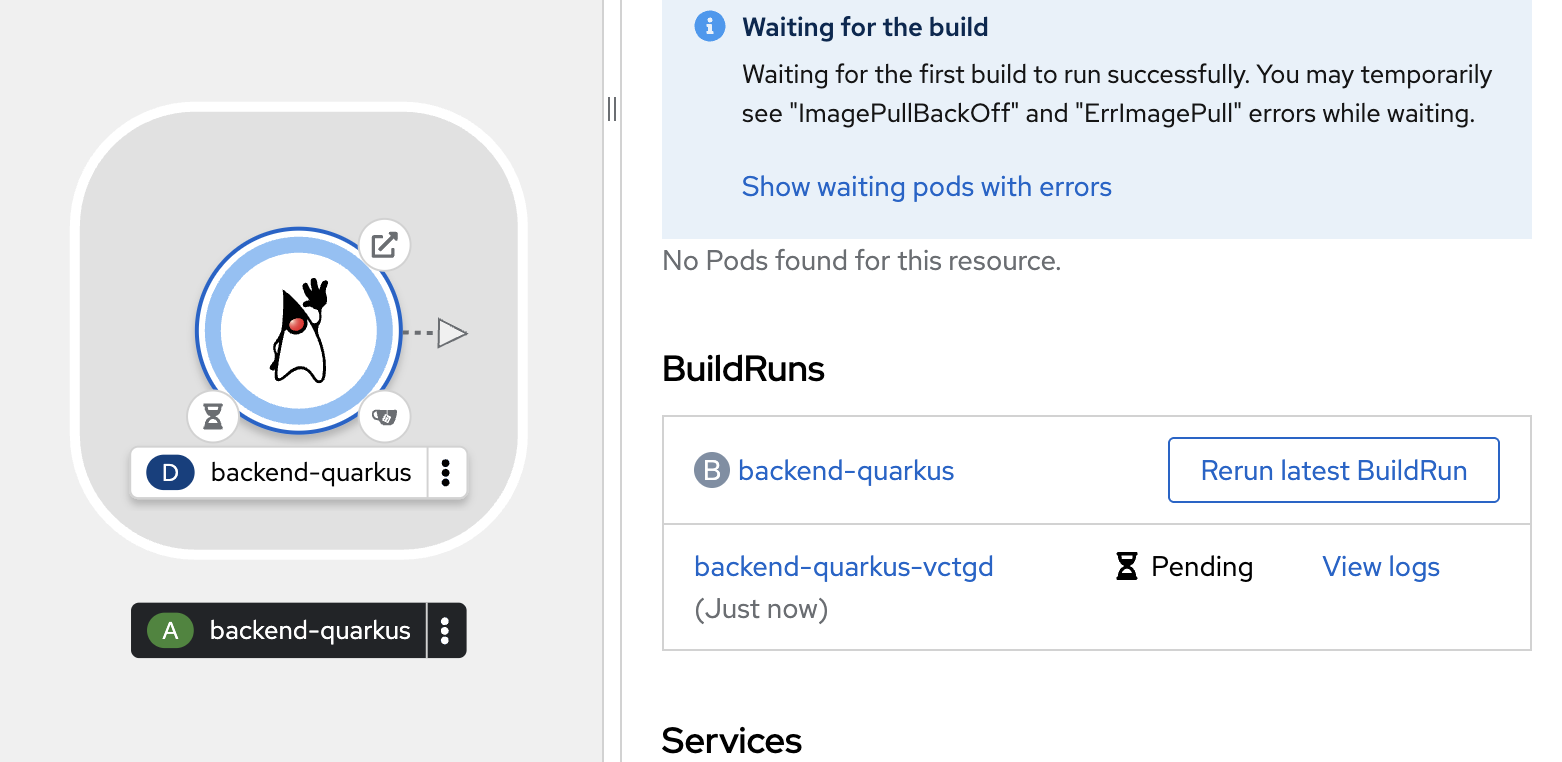 Waiting for the build
Waiting for the first build to run successfully. You may temporarily
see "ImagePullBackOff" and "ErrImagePull" errors while waiting.
Show waiting pods with errors
No Pods found for this resource.
BuildRuns
B backend-quarkus
Rerun latest BuildRun
backend-quarkus-vctgd
Pending
View logs
(Just now)
Services
D backend-quarkus
A backend-quarkus